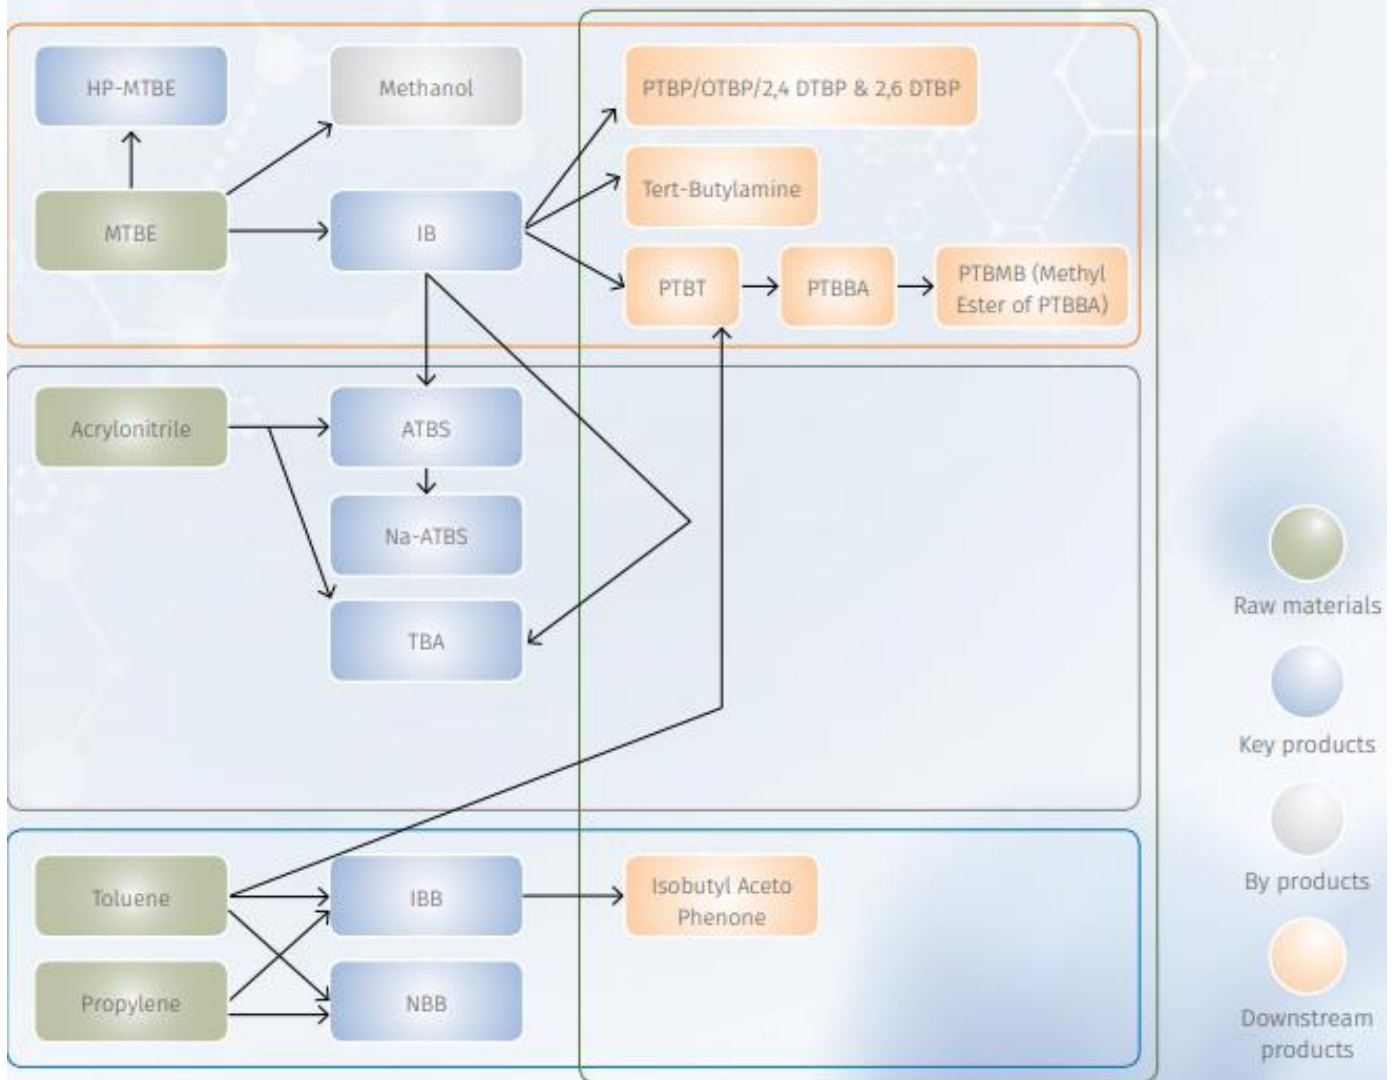 HP-MTBE
Methanol
PTBP/OTBP/2,4 DTBP & 2,6 DTBP
Tert-Butylamine
MTBE
IB
PTBT
PTBBA
PTBMB (Methyl
Ester of PTBBA)
Acrylonitrile
ATBS
Na-ATBS
TBA
Toluene
IBB
Isobutyl Aceto
Phenone
Propylene
NBB
Raw materials
Key products
By products
Downstream
products